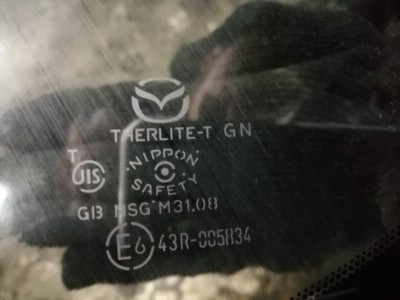 THERLITE-T GN
T
JIS
NIPPON
SAFETY
GB NSG M31.08
E6 43R-005834